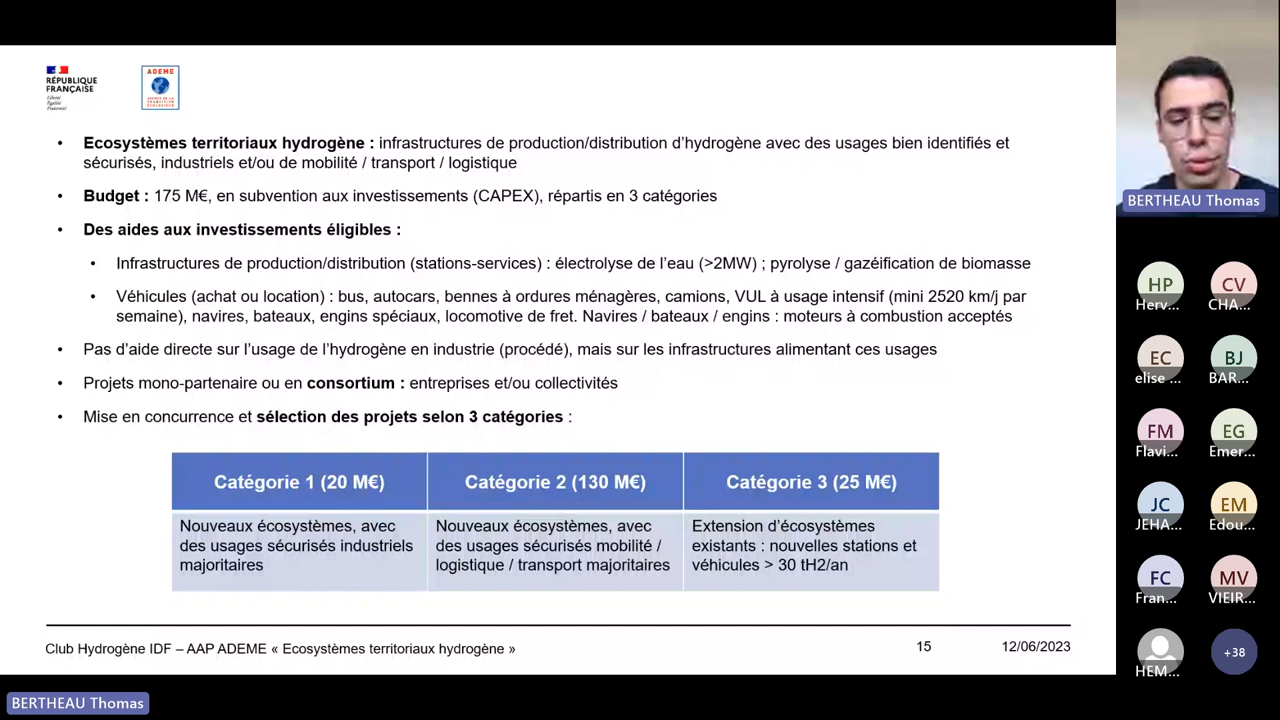 RÉPUBLIQUE
FRANÇAISE
Liberté
Égalité
Fraternité
ADEME
AGENCE DE LA
TRANSITION
ÉCOLOGIQUE
• Ecosystèmes territoriaux hydrogène : infrastructures de production/distribution d'hydrogène avec des usages bien identifiés et
sécurisés, industriels et/ou de mobilité / transport / logistique
• Budget : 175 M€, en subvention aux investissements (CAPEX), répartis en 3 catégories
• Des aides aux investissements éligibles :
• Infrastructures de production/distribution (stations-services) : électrolyse de l'eau (>2MW) ; pyrolyse / gazéification de biomasse
• Véhicules (achat ou location) : bus, autocars, bennes à ordures ménagères, camions, VUL à usage intensif (mini 2520 km/j par
semaine), navires, bateaux, engins spéciaux, locomotive de fret. Navires / bateaux / engins : moteurs à combustion acceptés
• Pas d'aide directe sur l'usage de l'hydrogène en industrie (procédé), mais sur les infrastructures alimentant ces usages
• Projets mono-partenaire ou en consortium : entreprises et/ou collectivités
• Mise en concurrence et sélection des projets selon 3 catégories :
Catégorie 1 (20 M€)
Catégorie 2 (130 M€)
Catégorie 3 (25 M€)
Nouveaux écosystèmes, avec
des usages sécurisés industriels
majoritaires
Nouveaux écosystèmes, avec
des usages sécurisés mobilité /
logistique / transport majoritaires
Extension d'écosystèmes
existants : nouvelles stations et
véhicules > 30 tH2/an
Club Hydrogène IDF – AAP ADEME « Ecosystèmes territoriaux hydrogène »
15
12/06/2023
BERTHEAU Thomas
BERTHEAU Thomas
HP
Herv...
CV
CHA...
EC
elise ...
BJ
BAR...
FM
Flavi...
EG
Emer...
JC
JEHA...
EM
Edou...
FC
Fran...
MV
VIEIR...
HEM...
+38